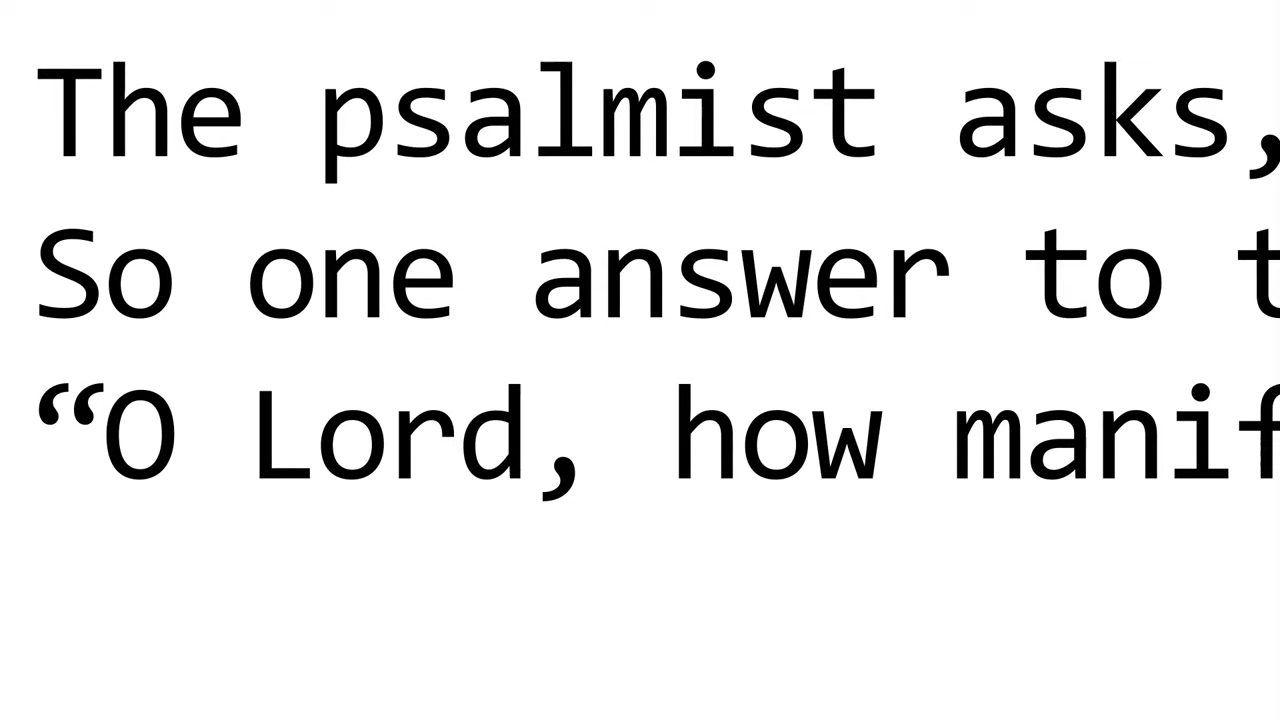 The psalmist asks,
So one answer to t
“O Lord, how manif